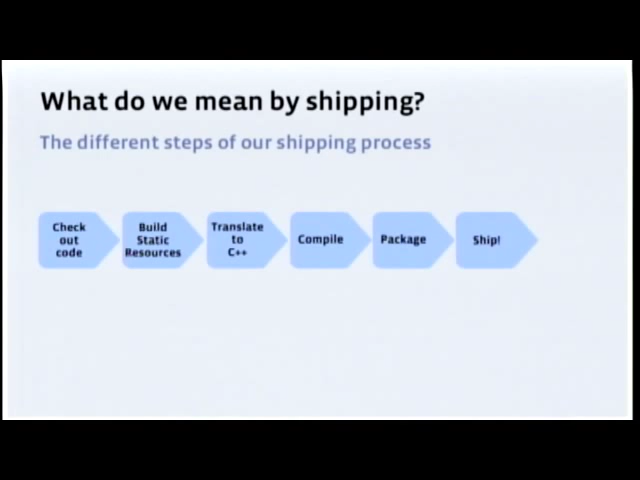 What do we mean by shipping?
The different steps of our shipping process
Check
out
code
Build
Static
Resources
Translate
to
C++
Compile
Package
Ship!